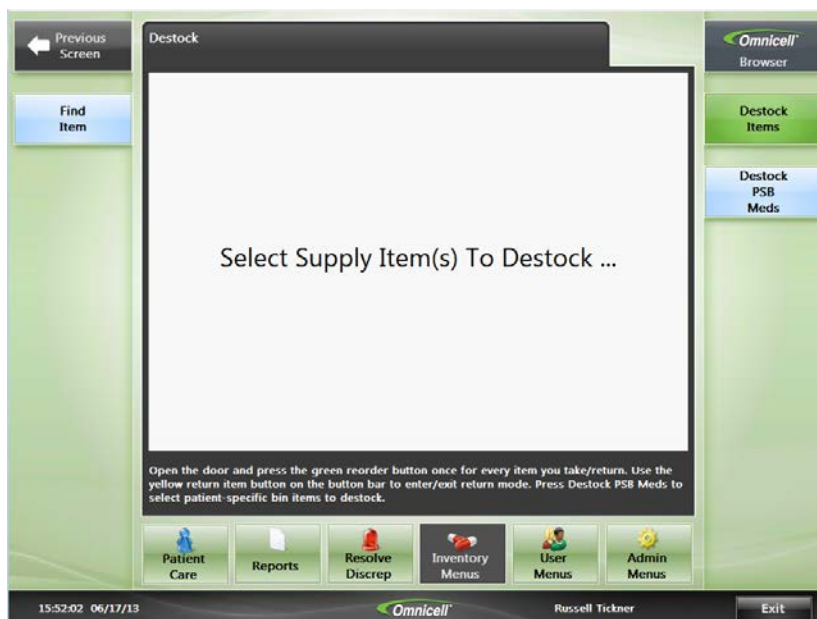 Previous
Screen
Destock
Omnicell
Browser
Find
Item
Destock
Items
Destock
PSB
Meds
Select Supply Item(s) To Destock ...
Open the door and press the green reorder button once for every item you take/return. Use the
yellow return item button on the button bar to enter/exit return mode. Press Destock PSB Meds to
select patient-specific bin items to destock.
Patient
Care
Reports
Resolve
Discrep
Inventory
Menus
User
Menus
Admin
Menus
15:52:02 06/17/13
Omnicell
Russell Tickner
Exit